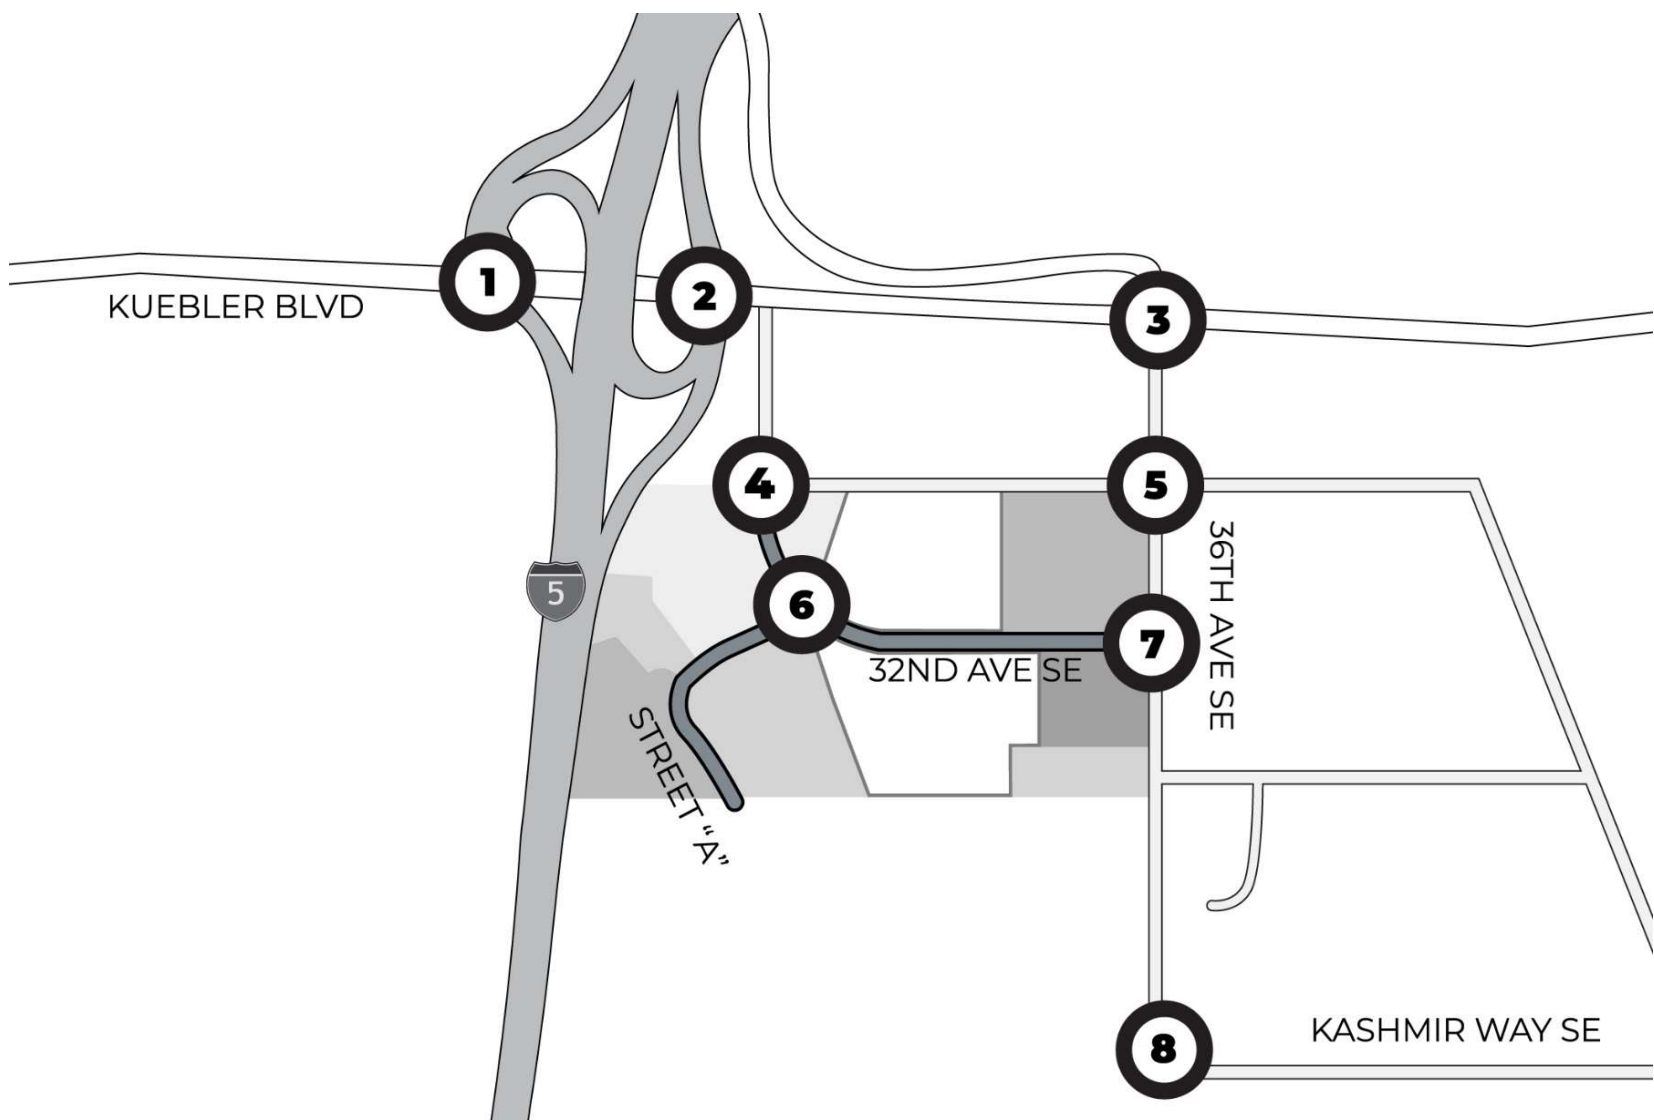 1
2
KUEBLER BLVD
3
4
5
5
36TH AVE SE
6
7
32ND AVE SE
STREET “A”
8
KASHMIR WAY SE